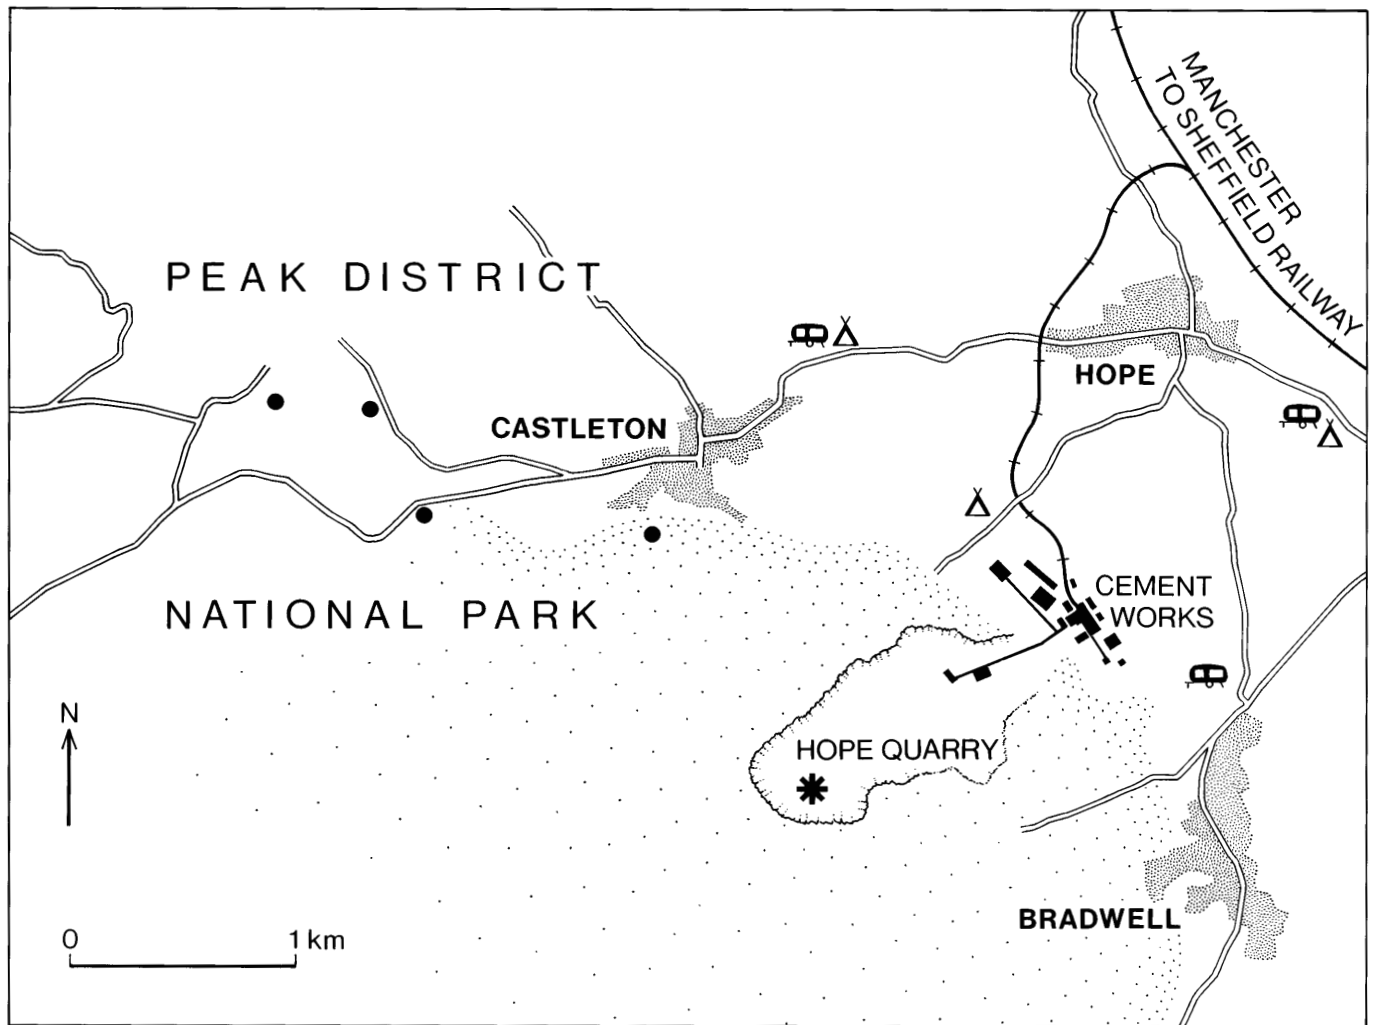 MANCHESTER
TO SHEFFIELD RAILWAY
PEAK DISTRICT
HOPE
CASTLETON
CEMENT
WORKS
NATIONAL PARK
N
HOPE QUARRY
BRADWELL
0 1 km